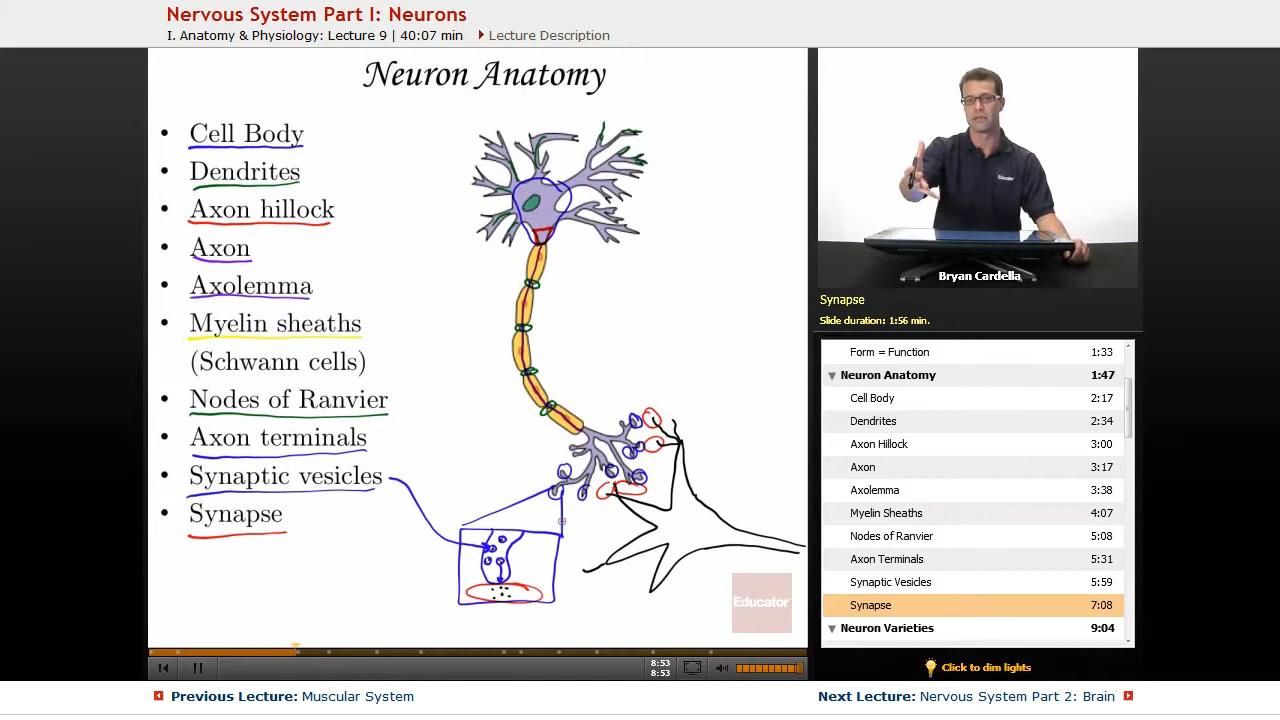 Nervous System Part I: Neurons
I. Anatomy & Physiology: Lecture 9 | 40:07 min
Lecture Description
Neuron Anatomy
• Cell Body
• Dendrites
• Axon hillock
• Axon
• Axolemma
• Myelin sheaths
(Schwann cells)
• Nodes of Ranvier
• Axon terminals
• Synaptic vesicles
• Synapse
Educator
Educator
Bryan Cardella
Synapse
Slide duration: 1:56 min.
Form = Function 1:33
Neuron Anatomy 1:47
Cell Body 2:17
Dendrites 2:34
Axon Hillock 3:00
Axon 3:17
Axolemma 3:38
Myelin Sheaths 4:07
Nodes of Ranvier 5:08
Axon Terminals 5:31
Synaptic Vesicles 5:59
Synapse 7:08
Neuron Varieties 9:04
8:53
8:53
Click to dim lights
Previous Lecture: Muscular System
Next Lecture: Nervous System Part 2: Brain